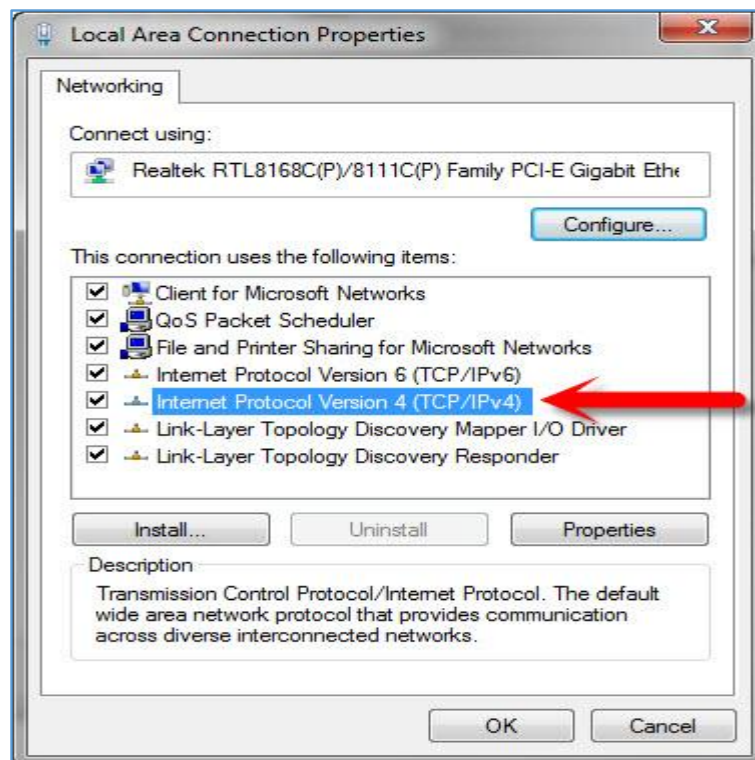 Local Area Connection Properties
Networking
Connect using:
Realtek RTL8168C(P)/8111C(P) Family PCI-E Gigabit Ethe
Configure...
This connection uses the following items:
Client for Microsoft Networks
QoS Packet Scheduler
File and Printer Sharing for Microsoft Networks
Internet Protocol Version 6 (TCP/IPv6)
Internet Protocol Version 4 (TCP/IPv4)
Link-Layer Topology Discovery Mapper I/O Driver
Link-Layer Topology Discovery Responder
Install... Uninstall Properties
Description
Transmission Control Protocol/Internet Protocol. The default
wide area network protocol that provides communication
across diverse interconnected networks.
OK Cancel